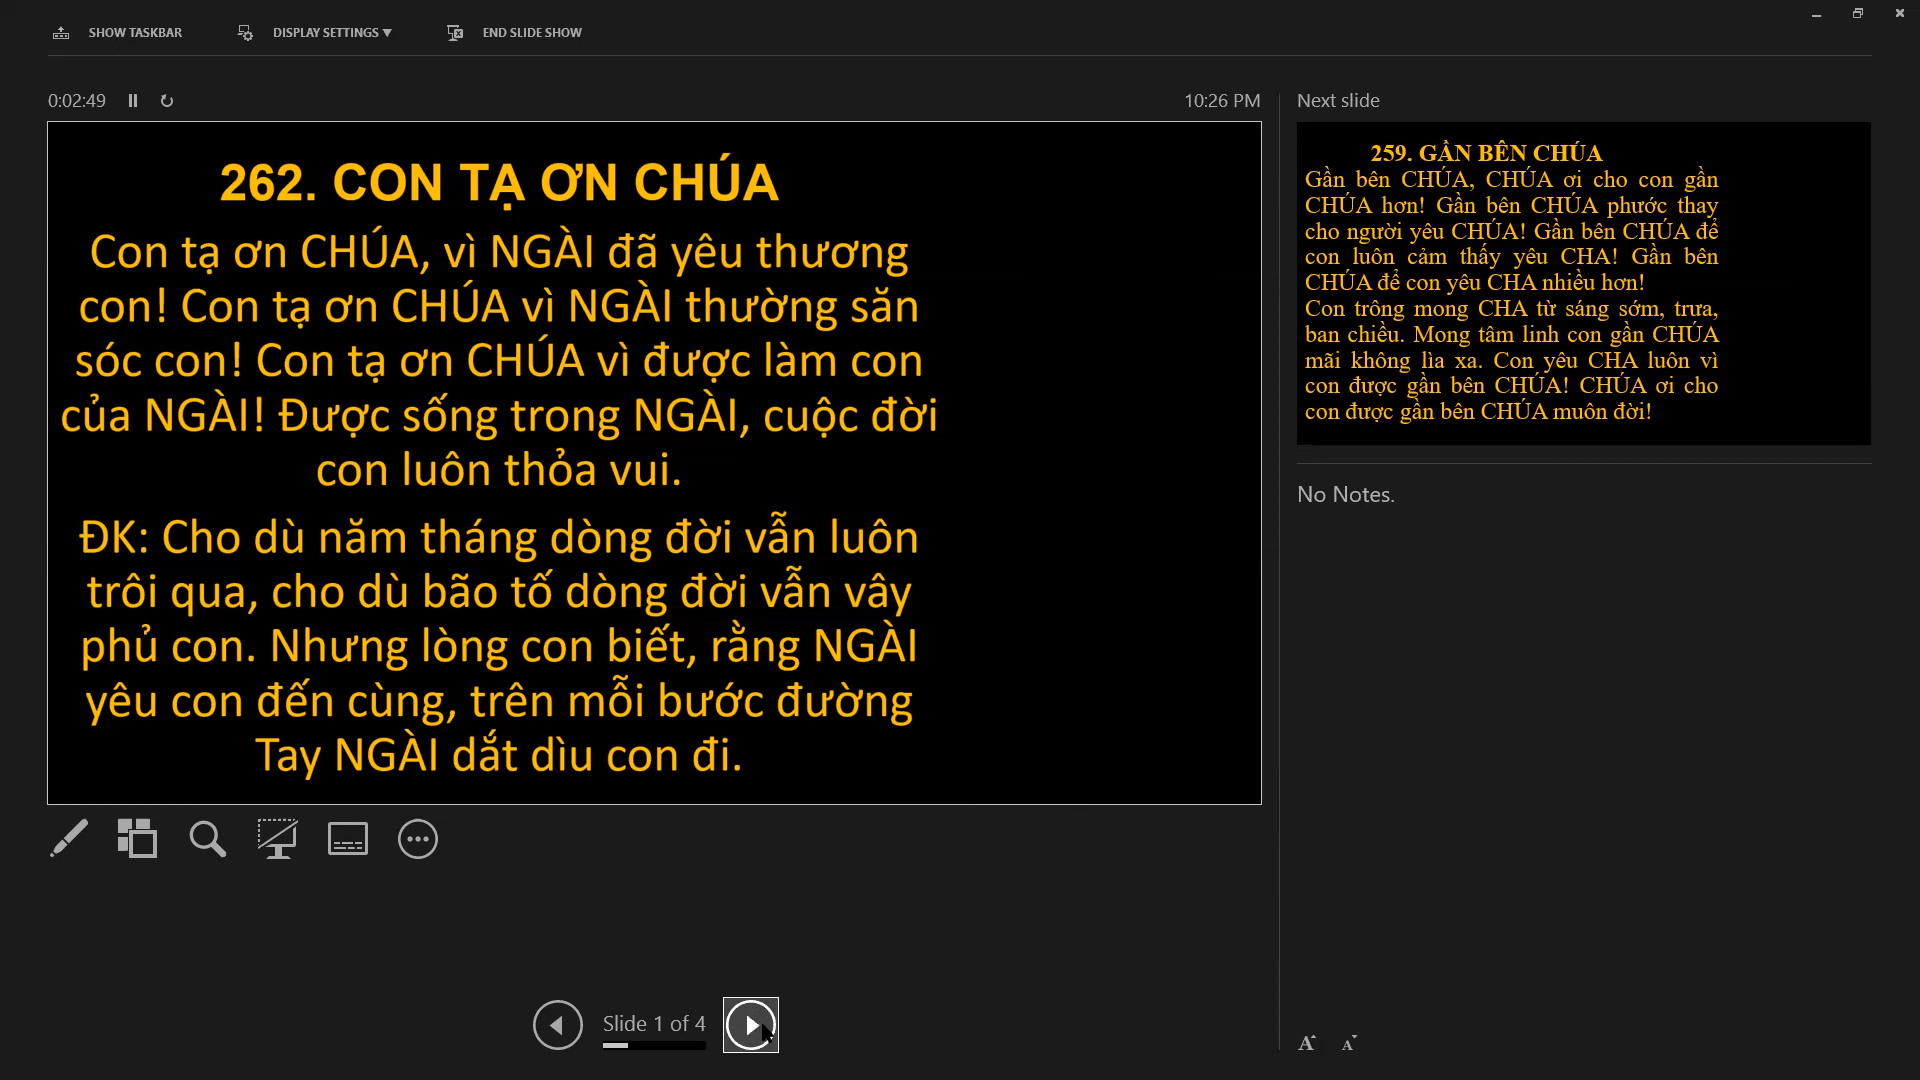 SHOW TASKBAR
DISPLAY SETTINGS ▼
END SLIDE SHOW
0:02:49
10:26 PM
262. CON TẠ ƠN CHÚA
Con tạ ơn CHÚA, vì NGÀI đã yêu thương
con! Con tạ ơn CHÚA vì NGÀI thường săn
sóc con! Con tạ ơn CHÚA vì được làm con
của NGÀI! Được sống trong NGÀI, cuộc đời
con luôn thỏa vui.
ĐK: Cho dù năm tháng dòng đời vẫn luôn
trôi qua, cho dù bão tố dòng đời vẫn vây
phủ con. Nhưng lòng con biết, rằng NGÀI
yêu con đến cùng, trên mỗi bước đường
Tay NGÀI dắt dìu con đi.
Slide 1 of 4
Next slide
259. GẦN BÊN CHÚA
Gần bên CHÚA, CHÚA ơi cho con gần
CHÚA hơn! Gần bên CHÚA phước thay
cho người yêu CHÚA! Gần bên CHÚA để
con luôn cảm thấy yêu CHA! Gần bên
CHÚA để con yêu CHA nhiều hơn!
Con trông mong CHA từ sáng sớm, trưa,
ban chiều. Mong tâm linh con gần CHÚA
mãi không lìa xa. Con yêu CHA luôn vì
con được gần bên CHÚA! CHÚA ơi cho
con được gần bên CHÚA muôn đời!
No Notes.
A A